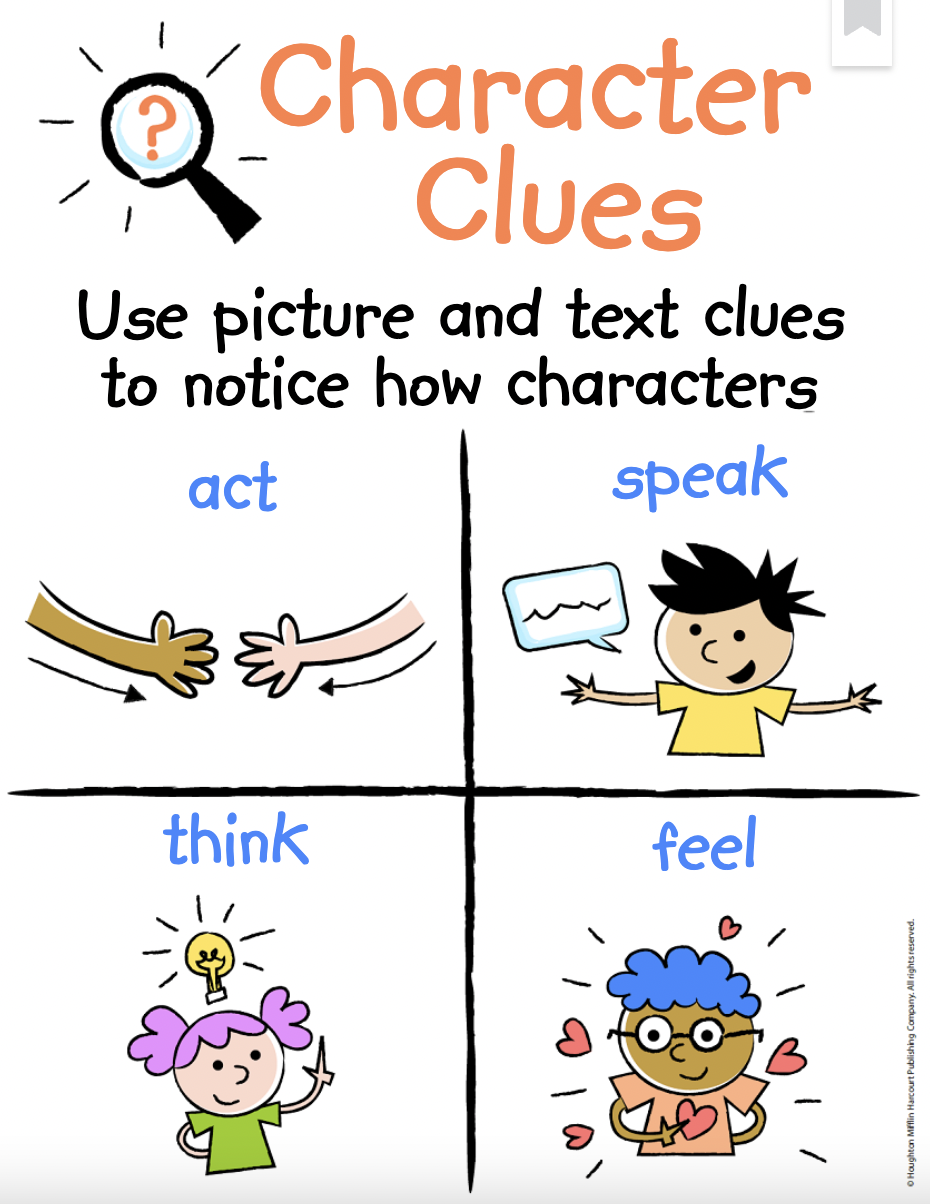 ?
Character
Clues
Use picture and text clues
to notice how characters
act
speak
think
feel
© Houghton Mifflin Harcourt Publishing Company. All rights reserved.